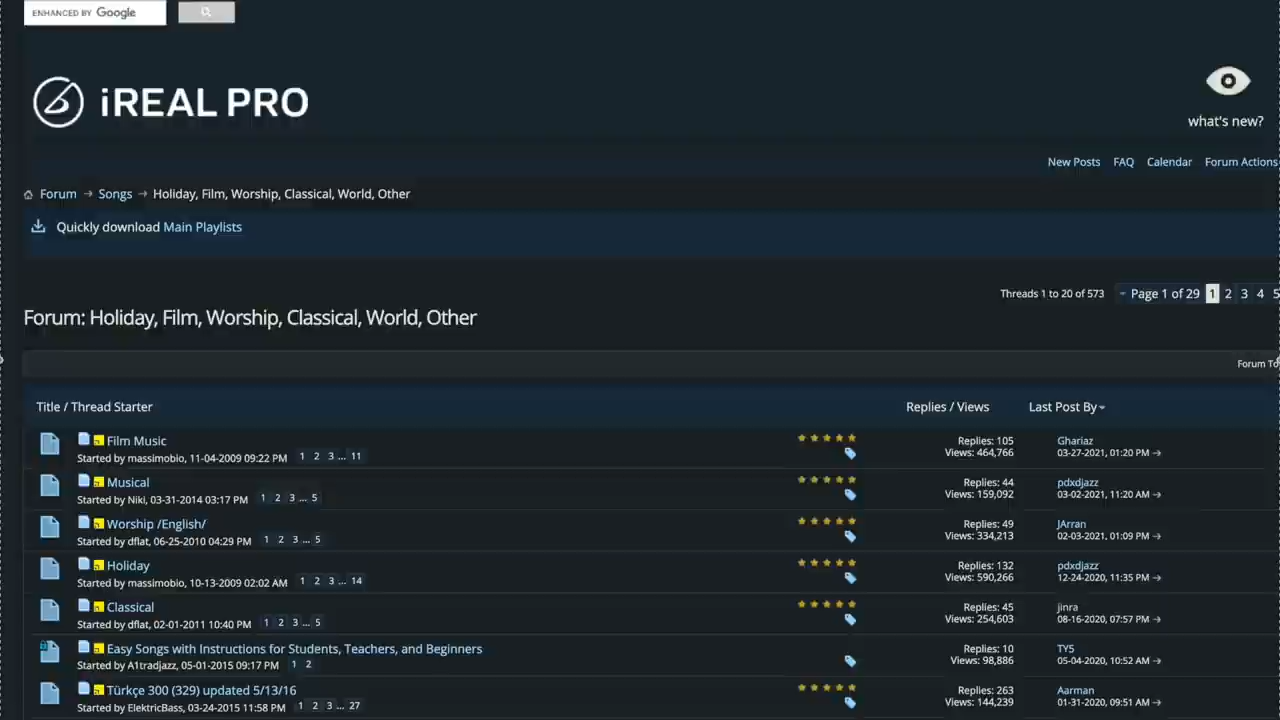 ENHANCED BY Google
iREAL PRO
what's new?
New Posts FAQ Calendar Forum Actions
Forum → Songs → Holiday, Film, Worship, Classical, World, Other
Quickly download Main Playlists
Threads 1 to 20 of 573 Page 1 of 29 1 2 3 4 5
Forum: Holiday, Film, Worship, Classical, World, Other
Forum To
Title / Thread Starter Replies / Views Last Post By
Film Music Replies: 105 Ghariaz
Started by massimobio, 11-04-2009 09:22 PM 1 2 3 ... 11 Views: 464,766 03-27-2021, 01:20 PM →
Musical Replies: 44 pdxdjazz
Started by Niki, 03-31-2014 03:17 PM 1 2 3 ... 5 Views: 159,092 03-02-2021, 11:20 AM →
Worship /English/ Replies: 49 JArran
Started by dflat, 06-25-2010 04:29 PM 1 2 3 ... 5 Views: 334,213 02-03-2021, 01:09 PM →
Holiday Replies: 132 pdxdjazz
Started by massimobio, 10-13-2009 02:02 AM 1 2 3 ... 14 Views: 590,266 12-24-2020, 11:35 PM →
Classical Replies: 45 jinra
Started by dflat, 02-01-2011 10:40 PM 1 2 3 ... 5 Views: 254,603 08-16-2020, 07:57 PM →
Easy Songs with Instructions for Students, Teachers, and Beginners Replies: 10 TY5
Started by A1tradjazz, 05-01-2015 09:17 PM 1 2 Views: 98,886 05-04-2020, 10:52 AM →
Türkçe 300 (329) updated 5/13/16 Replies: 263 Aarman
Started by ElektricBass, 03-24-2015 11:58 PM 1 2 3 ... 27 Views: 144,239 01-31-2020, 09:51 AM →